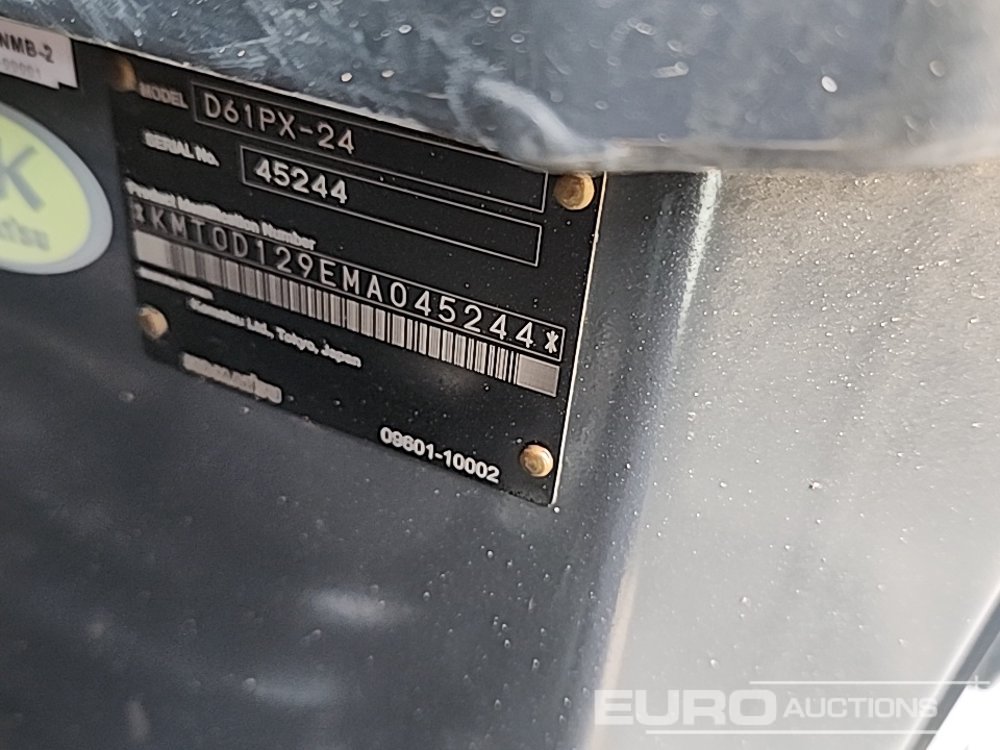 NMB-2
MODEL D61PX-24
SERIAL No. 45244
Product Identification Number
*KMT0D129EMA045244*
Komatsu Ltd., Tokyo, Japan
KOMATSU
09601-10002
EURO AUCTIONS